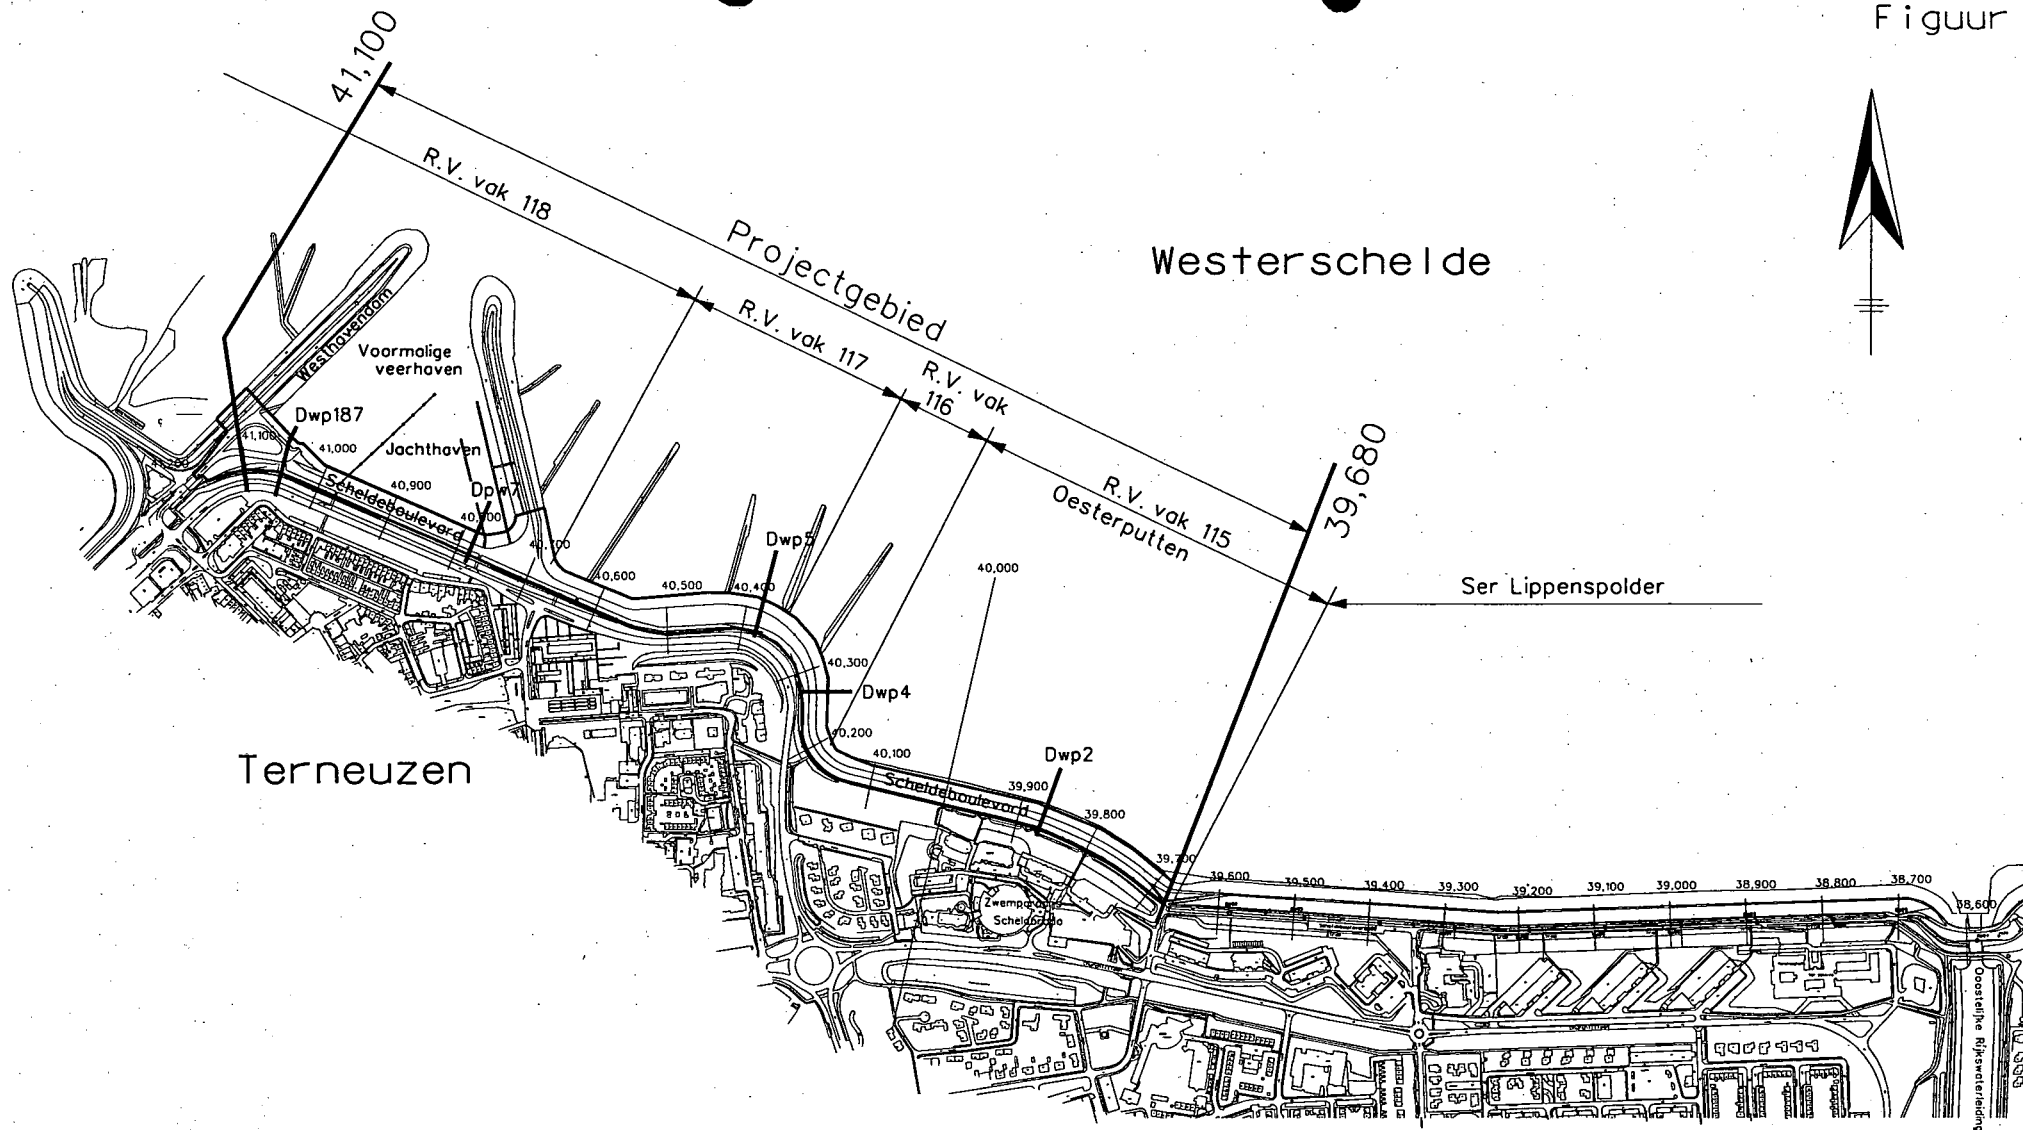 Figuur
41,100
R.V. vak 118
Projectgebied
Westerschelde
R.V. vak 117
R.V. vak
116
Westhavendam
Voormalige
veerhaven
39,680
Dwp187
41,100
41,000
Jachthaven
41,200
R.V. vak 115
Oesterputten
40,900
Dpw7
Scheldeboulevard
40,700
Dwp5
40,000
Ser Lippenspolder
40,600
40,500
40,400
40,300
Dwp4
40,200
40,100
Terneuzen
Dwp2
Scheldeboulevard
39,900
39,800
39,700
39,600
39,500
39,400
39,300
39,200
39,100
39,000
38,900
38,800
38,700
38,600
Oostelijke Rijkswaterleiding